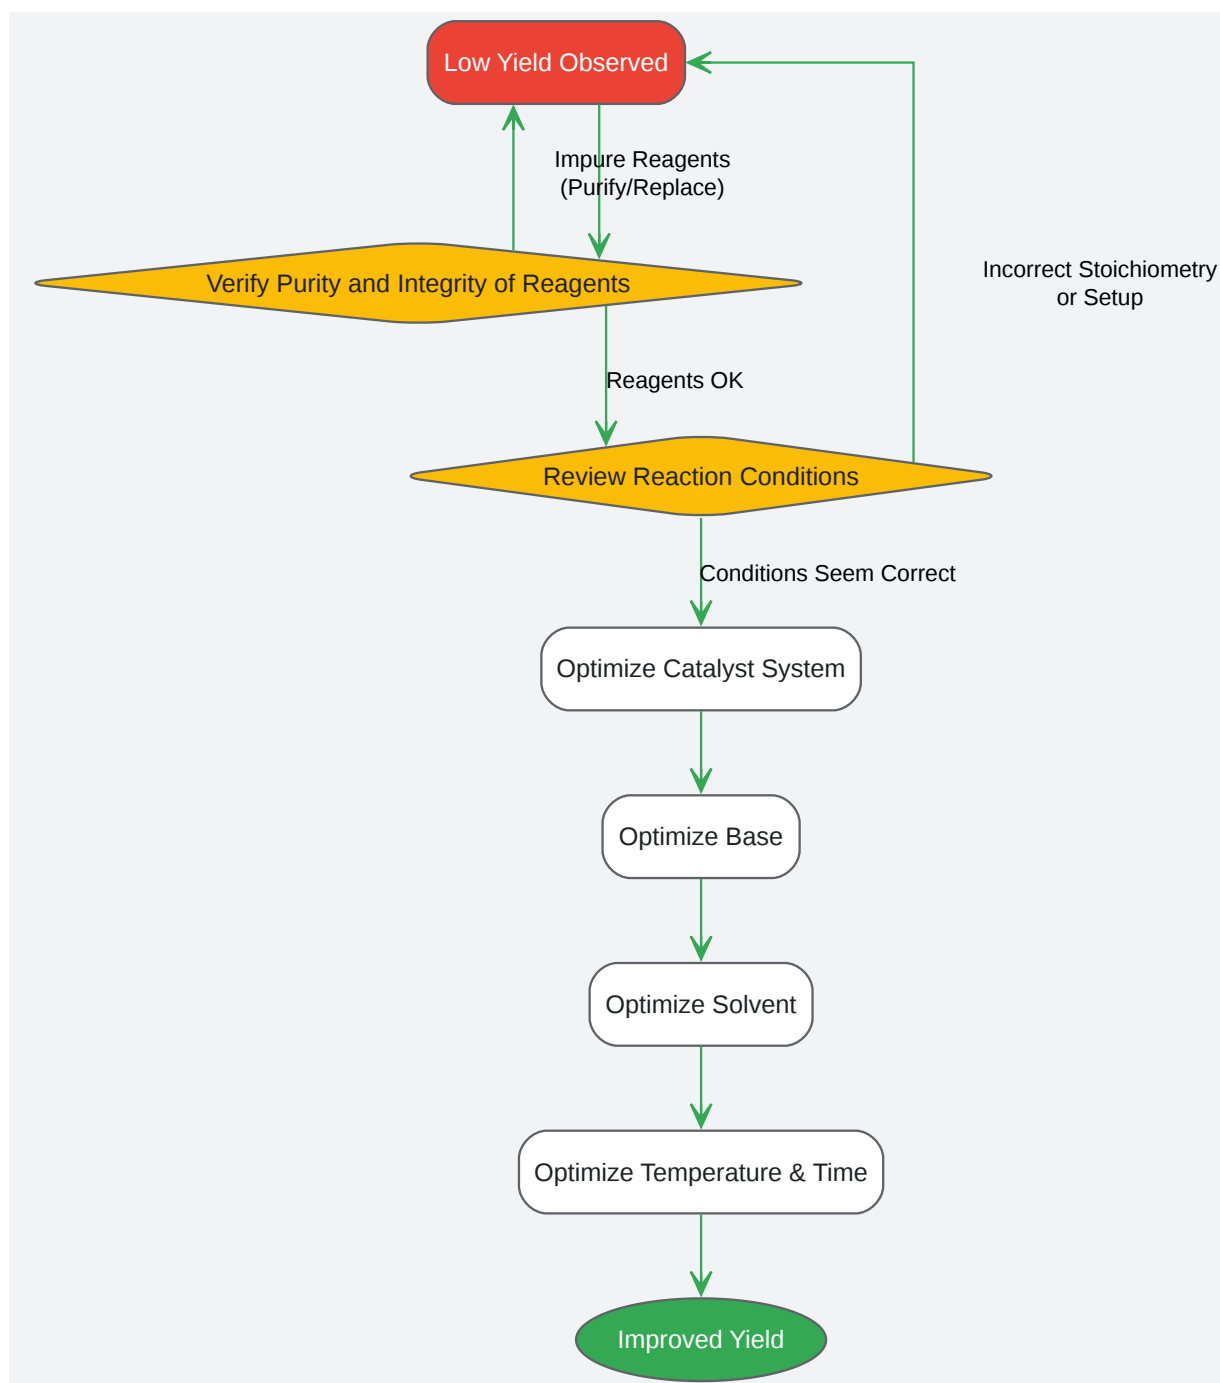 Low Yield Observed
Impure Reagents
(Purify/Replace)
Verify Purity and Integrity of Reagents
Incorrect Stoichiometry
or Setup
Reagents OK
Review Reaction Conditions
Conditions Seem Correct
Optimize Catalyst System
Optimize Base
Optimize Solvent
Optimize Temperature & Time
Improved Yield